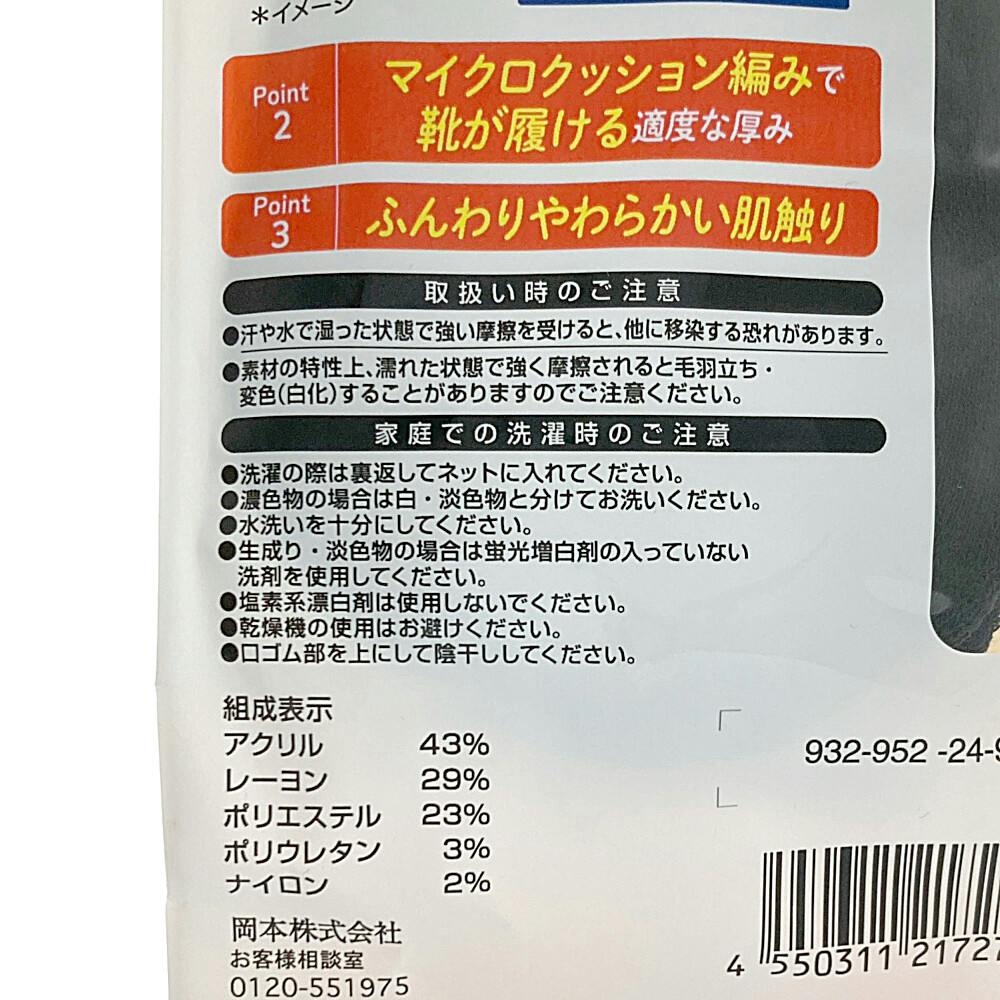 ＊イメージ
Point 2
マイクロクッション編みで
靴が履ける適度な厚み
Point 3
ふんわりやわらかい肌触り
取扱い時のご注意
●汗や水で湿った状態で強い摩擦を受けると、他に移染する恐れがあります。
●素材の特性上、濡れた状態で強く摩擦されると毛羽立ち・
変色(白化)することがありますのでご注意ください。
家庭での洗濯時のご注意
●洗濯の際は裏返してネットに入れてください。
●濃色物の場合は白・淡色物と分けてお洗いください。
●水洗いを十分にしてください。
●生成り・淡色物の場合は蛍光増白剤の入っていない
洗剤を使用してください。
●塩素系漂白剤は使用しないでください。
●乾燥機の使用はお避けください。
●口ゴム部を上にして陰干ししてください。
組成表示
アクリル 43%
レーヨン 29%
ポリエステル 23%
ポリウレタン 3%
ナイロン 2%
932-952 -24-9
岡本株式会社
お客様相談室
0120-551975
4 550311 21727